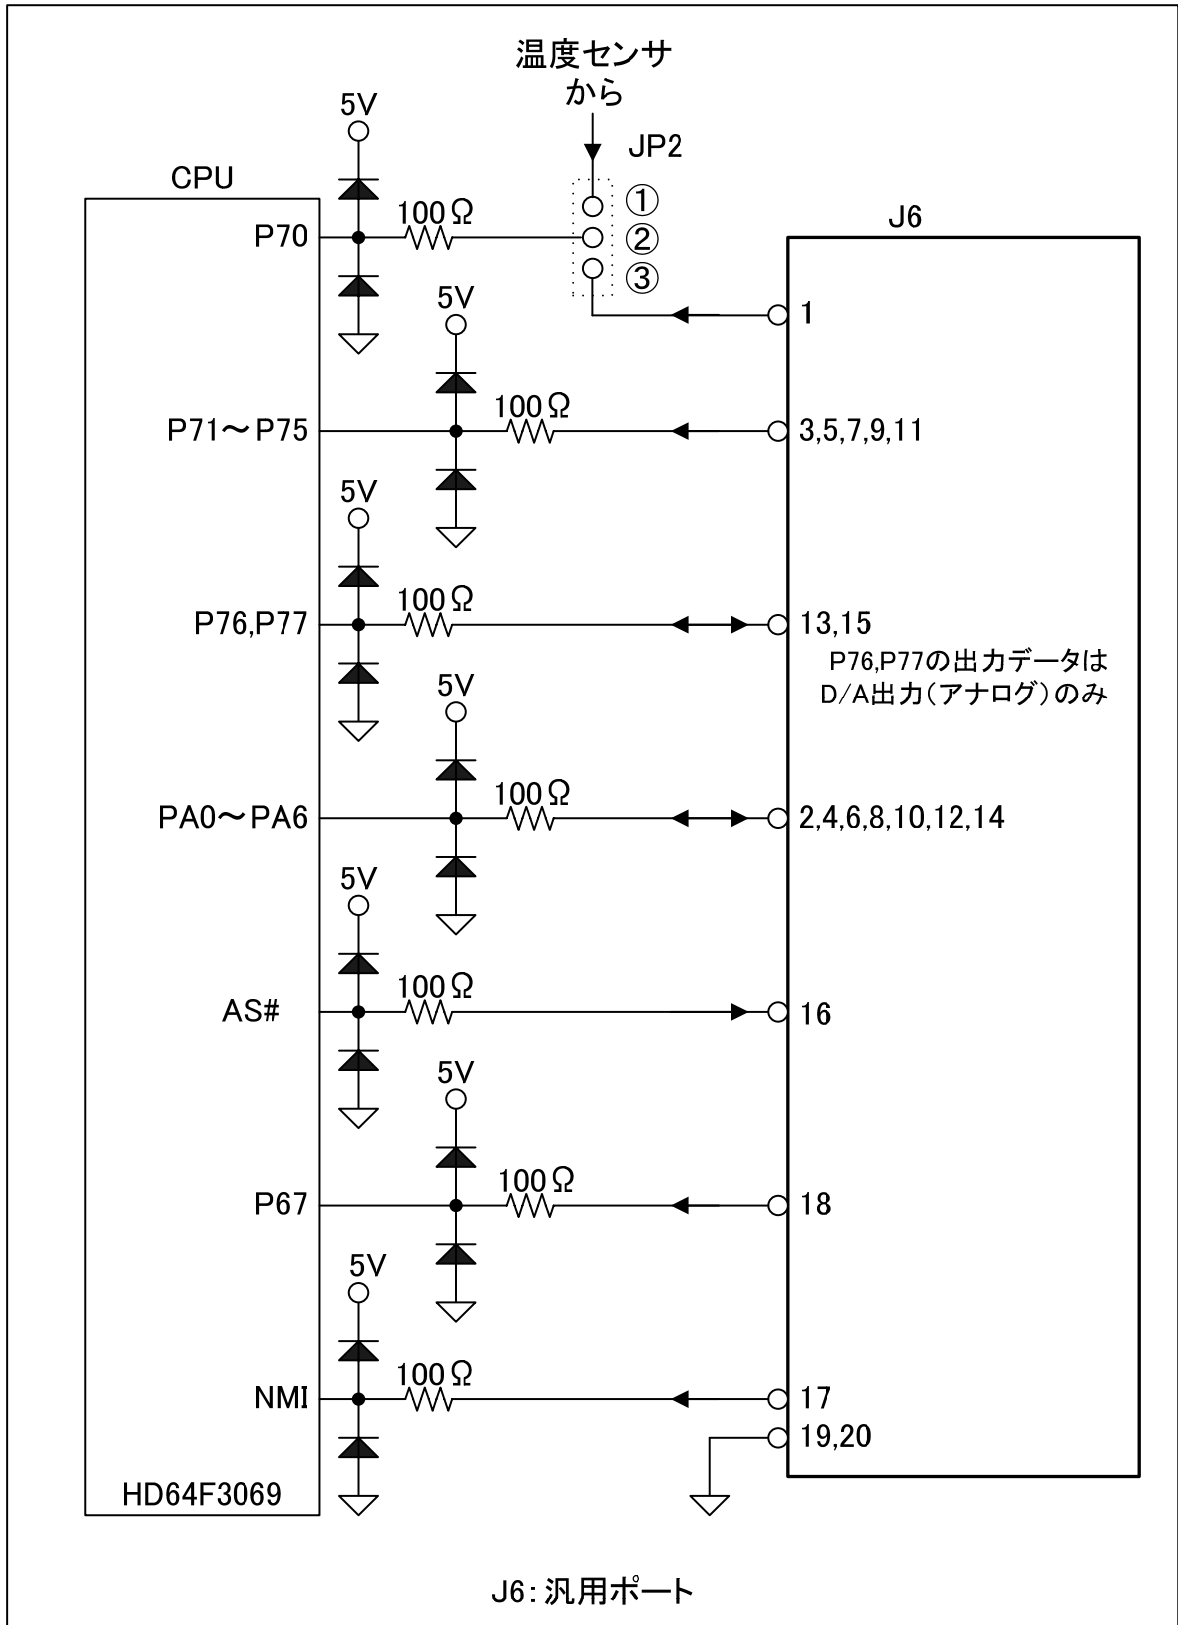 温度センサ
から
5V
JP2
CPU
①
100Ω
J6
P70
②
③
5V
1
100Ω
P71～P75
3,5,7,9,11
5V
100Ω
P76,P77
13,15
P76,P77の出力データは
D/A出力(アナログ)のみ
5V
100Ω
PA0～PA6
2,4,6,8,10,12,14
5V
100Ω
AS#
16
5V
100Ω
P67
18
5V
100Ω
NMI
17
19,20
HD64F3069
J6:汎用ポート